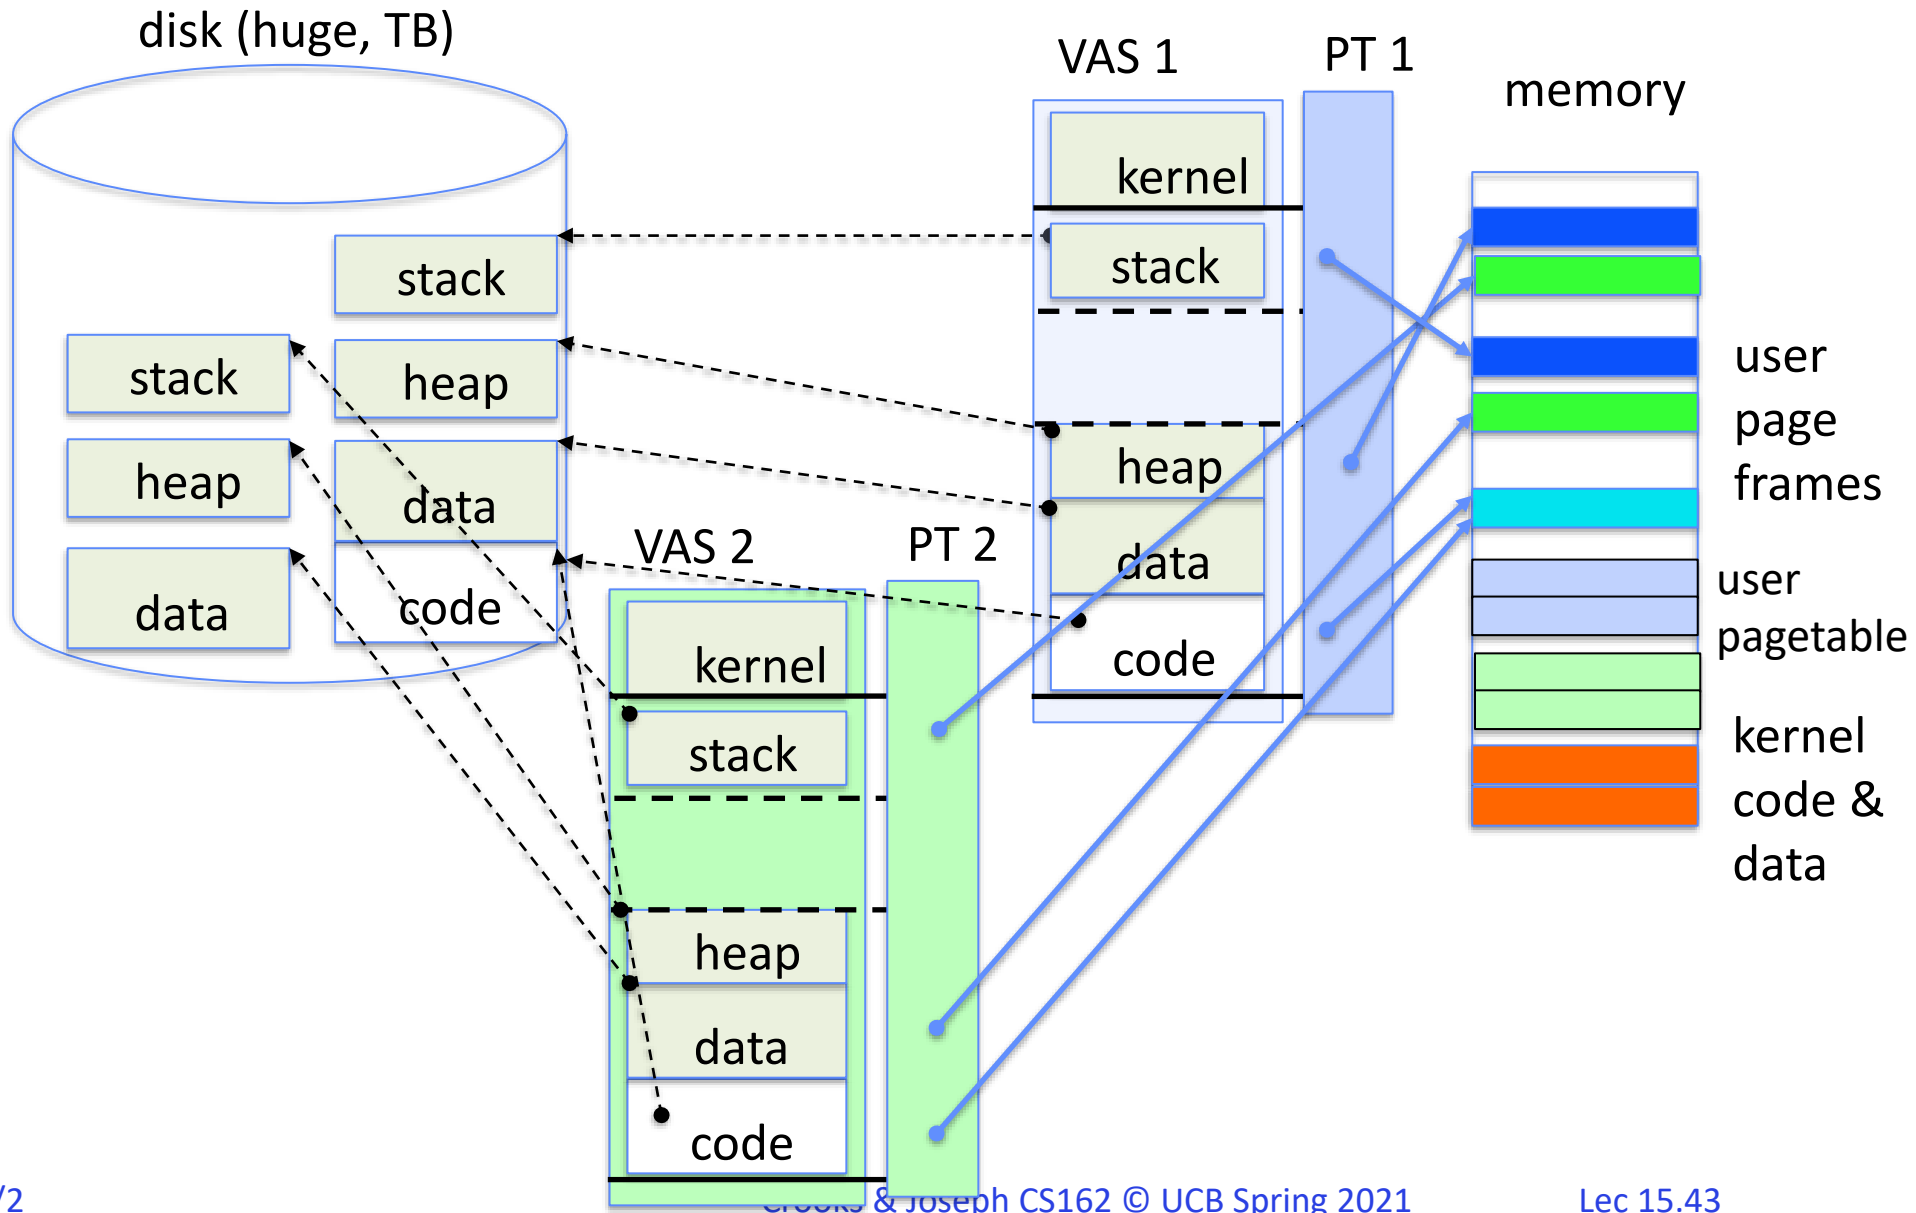 disk (huge, TB)
VAS 1
PT 1
memory
kernel
stack
stack
stack
heap
heap
heap
data
data
data
code
code
user
page
frames
user
pagetable
kernel
code &
data
VAS 2
PT 2
kernel
stack
heap
data
code
/2
Crooks & Joseph CS162 © UCB Spring 2021
Lec 15.43